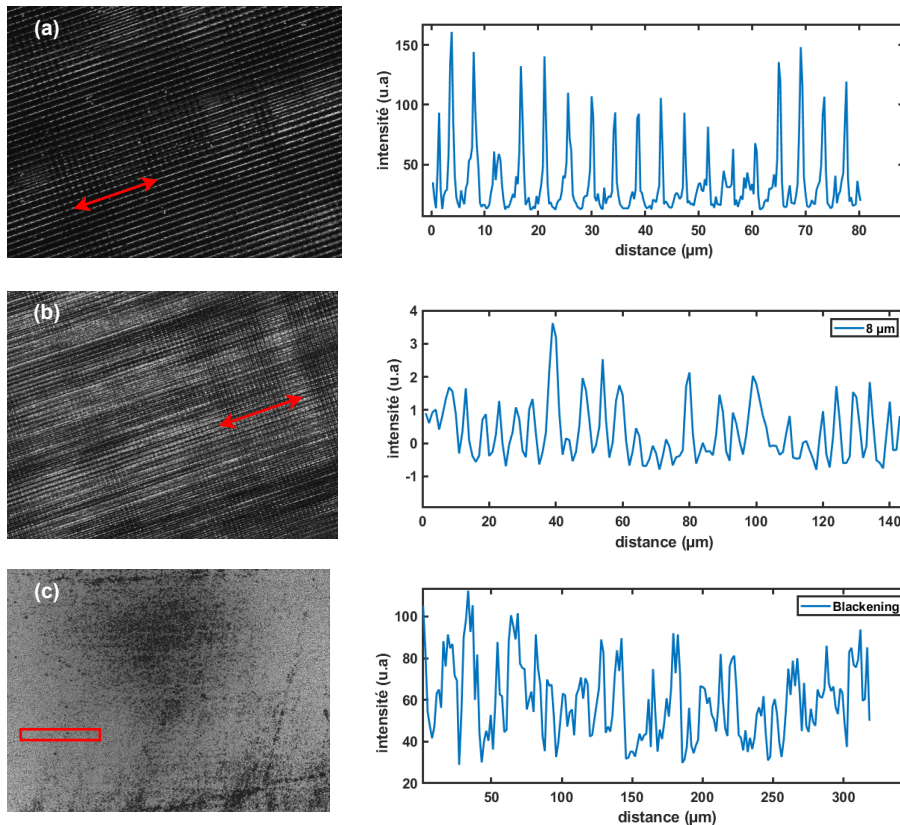 (a)
intensité (u.a)
150
100
50
0 10 20 30 40 50 60 70 80
distance (µm)
(b)
intensité (u.a)
4
3
2
1
0
-1
8 µm
0 20 40 60 80 100 120 140
distance (µm)
(c)
intensité (u.a)
100
80
60
40
20
Blackening
50 100 150 200 250 300
distance (µm)